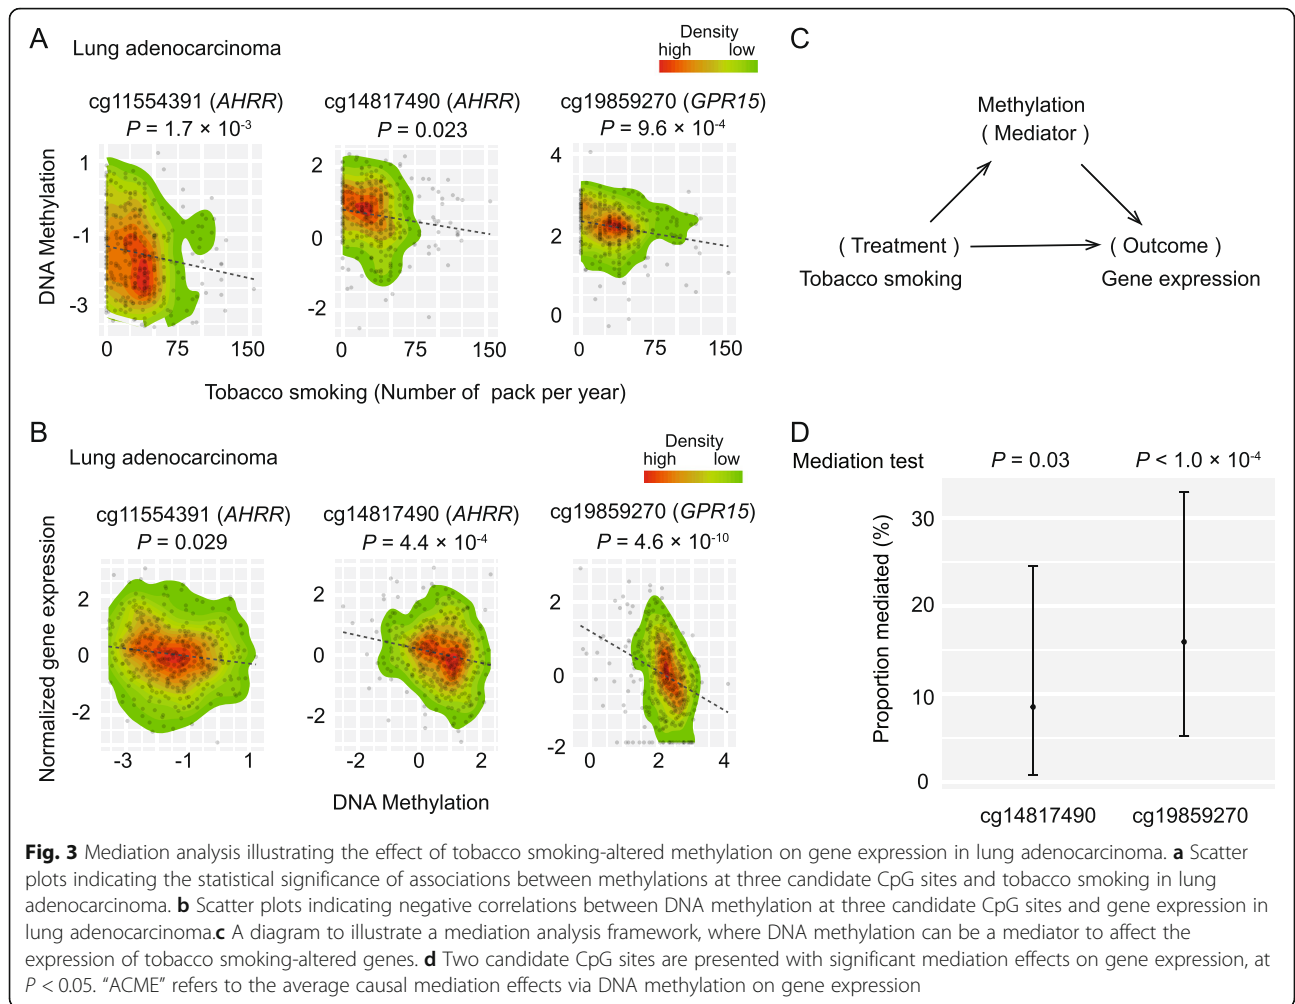 A
Lung adenocarcinoma
Density
high low
cg11554391 (AHRR)
P = 1.7 × 10-3
cg14817490 (AHRR)
P = 0.023
cg19859270 (GPR15)
P = 9.6 × 10-4
DNA Methylation
1
-1
-3
0 75 150
2
0
-2
0 75 150
4
2
0
0 75 150
Tobacco smoking (Number of pack per year)
B
Lung adenocarcinoma
Density
high low
cg11554391 (AHRR)
P = 0.029
cg14817490 (AHRR)
P = 4.4 × 10-4
cg19859270 (GPR15)
P = 4.6 × 10-10
Normalized gene expression
2
0
-2
-3 -1 1
2
0
-2
-2 0 2
2
0
-2
0 2 4
DNA Methylation
C
Methylation
( Mediator )
( Treatment )
Tobacco smoking
( Outcome )
Gene expression
D
Mediation test
P = 0.03
P < 1.0 × 10-4
Proportion mediated (%)
30
20
10
0
cg14817490
cg19859270
Fig. 3 Mediation analysis illustrating the effect of tobacco smoking-altered methylation on gene expression in lung adenocarcinoma. a Scatter
plots indicating the statistical significance of associations between methylations at three candidate CpG sites and tobacco smoking in lung
adenocarcinoma. b Scatter plots indicating negative correlations between DNA methylation at three candidate CpG sites and gene expression in
lung adenocarcinoma.c A diagram to illustrate a mediation analysis framework, where DNA methylation can be a mediator to affect the
expression of tobacco smoking-altered genes. d Two candidate CpG sites are presented with significant mediation effects on gene expression, at
P < 0.05. “ACME” refers to the average causal mediation effects via DNA methylation on gene expression